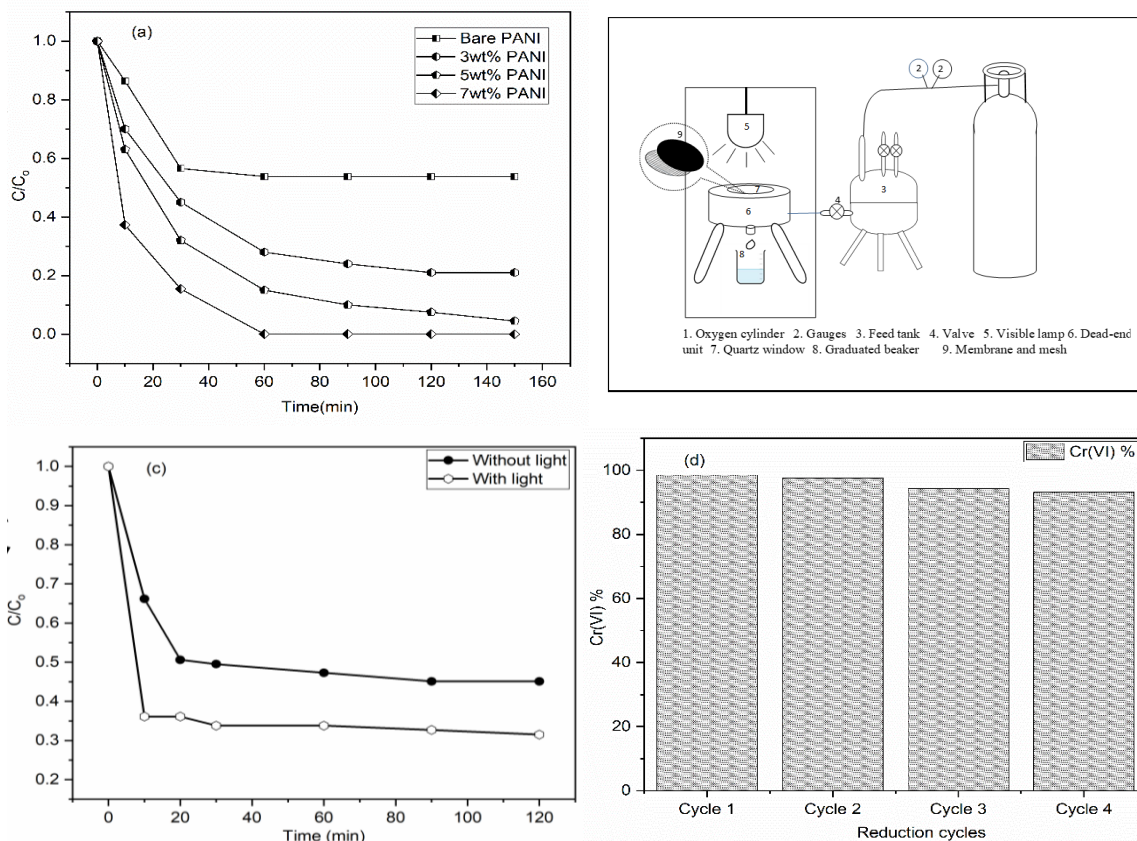 (a)
Bare PANI
3wt% PANI
5wt% PANI
7wt% PANI
1.0
0.8
0.6
0.4
0.2
0.0
C/Co
0 20 40 60 80 100 120 140 160
Time(min)
2 2
5
9
7
6
4
3
8
1. Oxygen cylinder 2. Gauges 3. Feed tank 4. Valve 5. Visible lamp 6. Dead-end
unit 7. Quartz window 8. Graduated beaker 9. Membrane and mesh
(c)
Without light
With light
1.0
0.9
0.8
0.7
0.6
0.5
0.4
0.3
0.2
C/Co
0 20 40 60 80 100 120
Time (min)
(d)
Cr(VI) %
100
80
60
40
20
0
Cr(VI) %
Cycle 1 Cycle 2 Cycle 3 Cycle 4
Reduction cycles